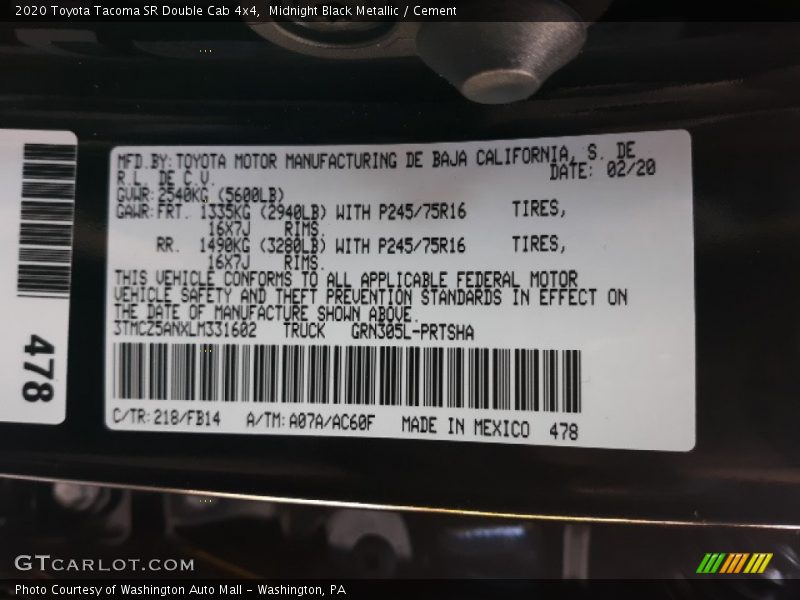 2020 Toyota Tacoma SR Double Cab 4x4,  Midnight Black Metallic / Cement
MFD.BY:TOYOTA MOTOR MANUFACTURING DE BAJA CALIFORNIA, S. DE
R.L. DE C.V.
DATE: 02/20
GVWR:2540KG (5600LB)
GAWR:FRT. 1335KG (2940LB) WITH P245/75R16 TIRES,
16X7J RIMS.
RR. 1490KG (3280LB) WITH P245/75R16 TIRES,
16X7J RIMS.
THIS VEHICLE CONFORMS TO ALL APPLICABLE FEDERAL MOTOR
VEHICLE SAFETY AND THEFT PREVENTION STANDARDS IN EFFECT ON
THE DATE OF MANUFACTURE SHOWN ABOVE.
3TMCZ5ANXLM331602 TRUCK GRN305L-PRTSHA
C/TR:218/FB14 A/TM:A07A/AC60F MADE IN MEXICO 478
478
GTCARLOT.COM
Photo Courtesy of Washington Auto Mall - Washington, PA